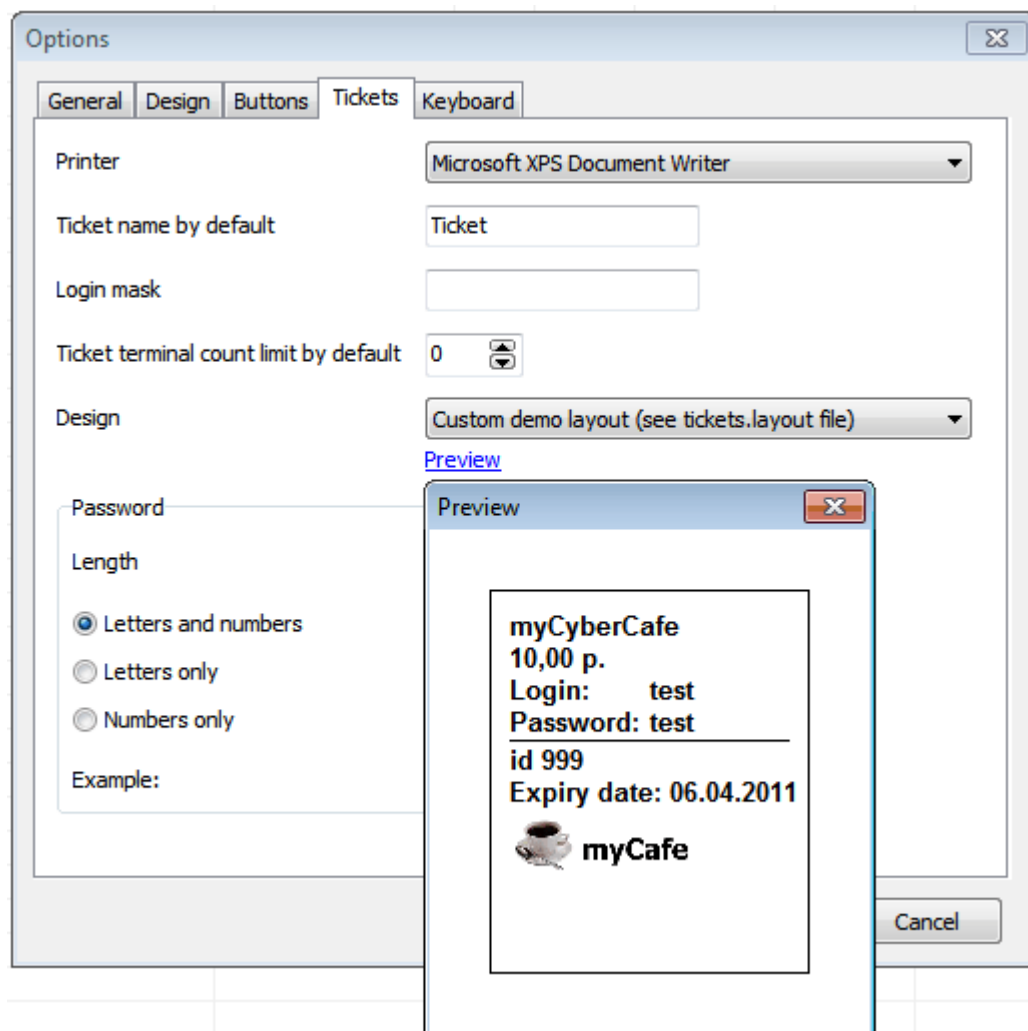 Options
General Design Buttons Tickets Keyboard
Printer Microsoft XPS Document Writer
Ticket name by default Ticket
Login mask
Ticket terminal count limit by default 0
Design Custom demo layout (see tickets.layout file)
Preview
Password
Length
Letters and numbers
Letters only
Numbers only
Example:
Preview
myCyberCafe
10,00 p.
Login: test
Password: test
id 999
Expiry date: 06.04.2011
myCafe
Cancel